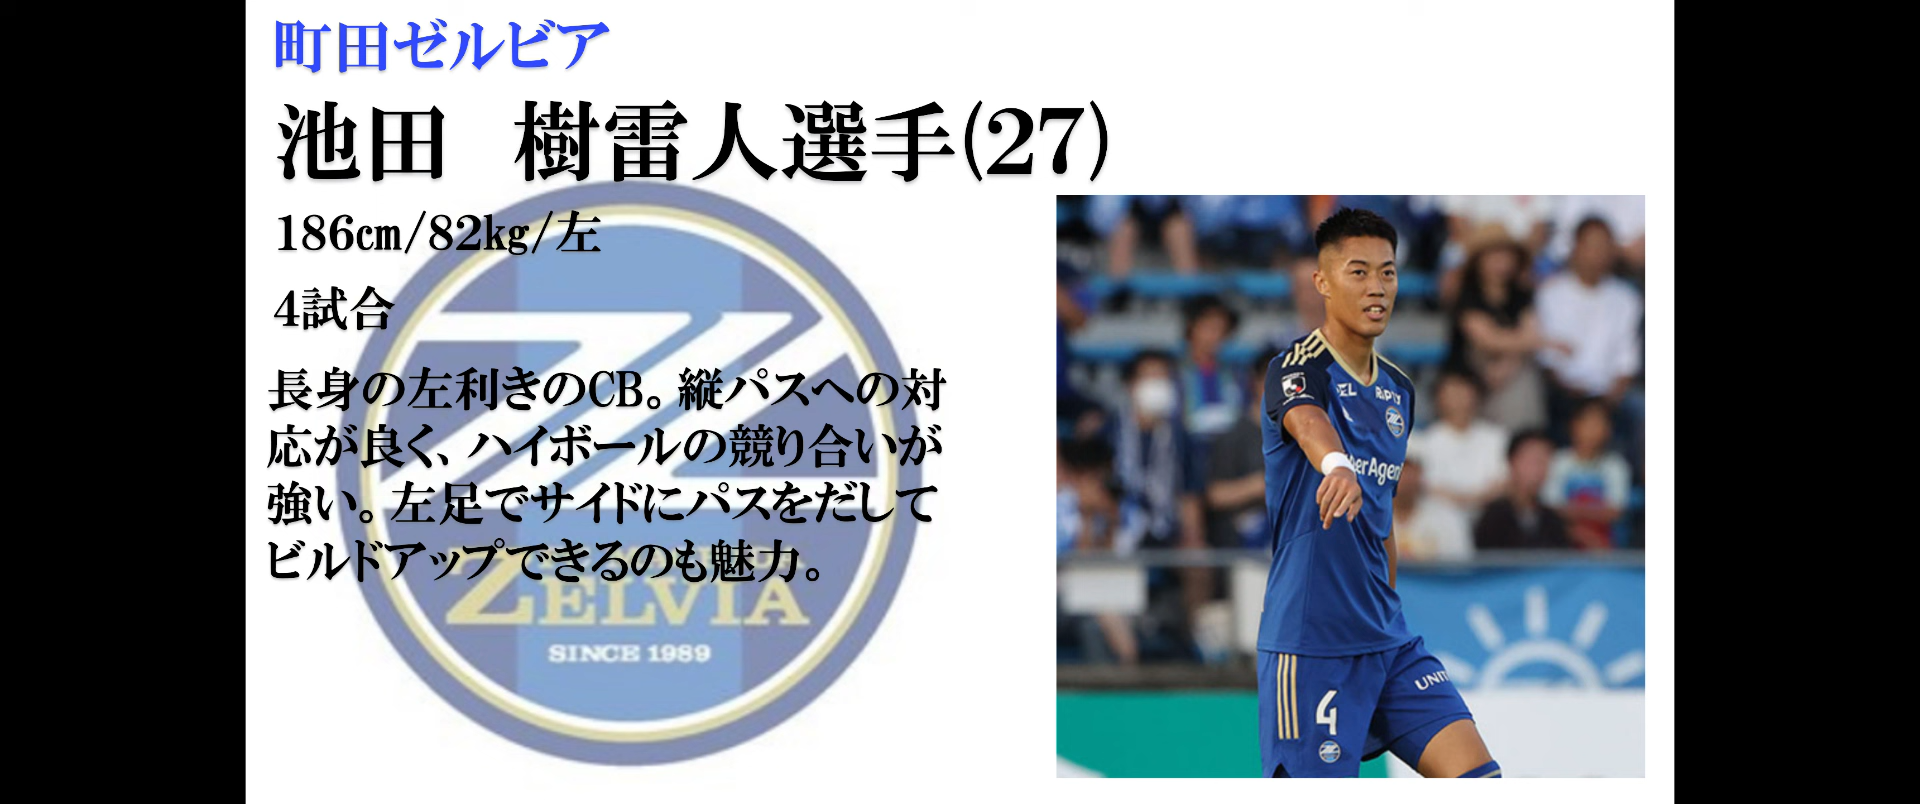 町田ゼルビア
池田　樹雷人選手(27)
186㎝/82㎏/左
4試合
長身の左利きのCB。縦パスへの対
応が良く、ハイボールの競り合いが
強い。左足でサイドにパスをだして
ビルドアップできるのも魅力。
ZELVIA
SINCE 1989
UNIT
4